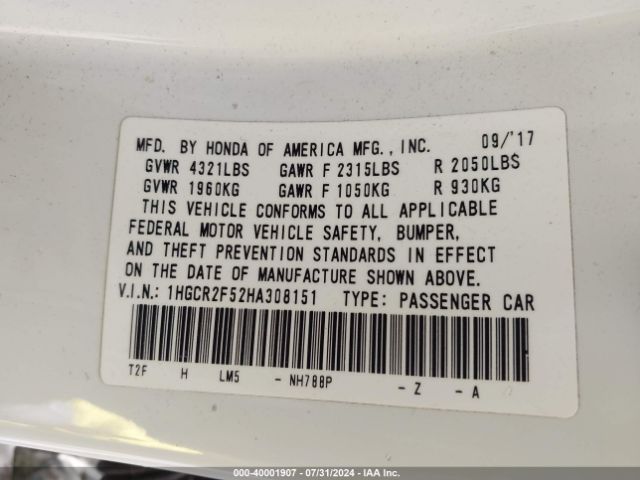 MFD. BY HONDA OF AMERICA MFG., INC. 09/'17
GVWR 4321LBS GAWR F 2315LBS R 2050LBS
GVWR 1960KG GAWR F 1050KG R 930KG
THIS VEHICLE CONFORMS TO ALL APPLICABLE
FEDERAL MOTOR VEHICLE SAFETY, BUMPER,
AND THEFT PREVENTION STANDARDS IN EFFECT
ON THE DATE OF MANUFACTURE SHOWN ABOVE.
V.I.N.: 1HGCR2F52HA308151 TYPE: PASSENGER CAR
T2F H LM5 - NH788P - Z - A
000-40001907 - 07/31/2024 - IAA Inc.